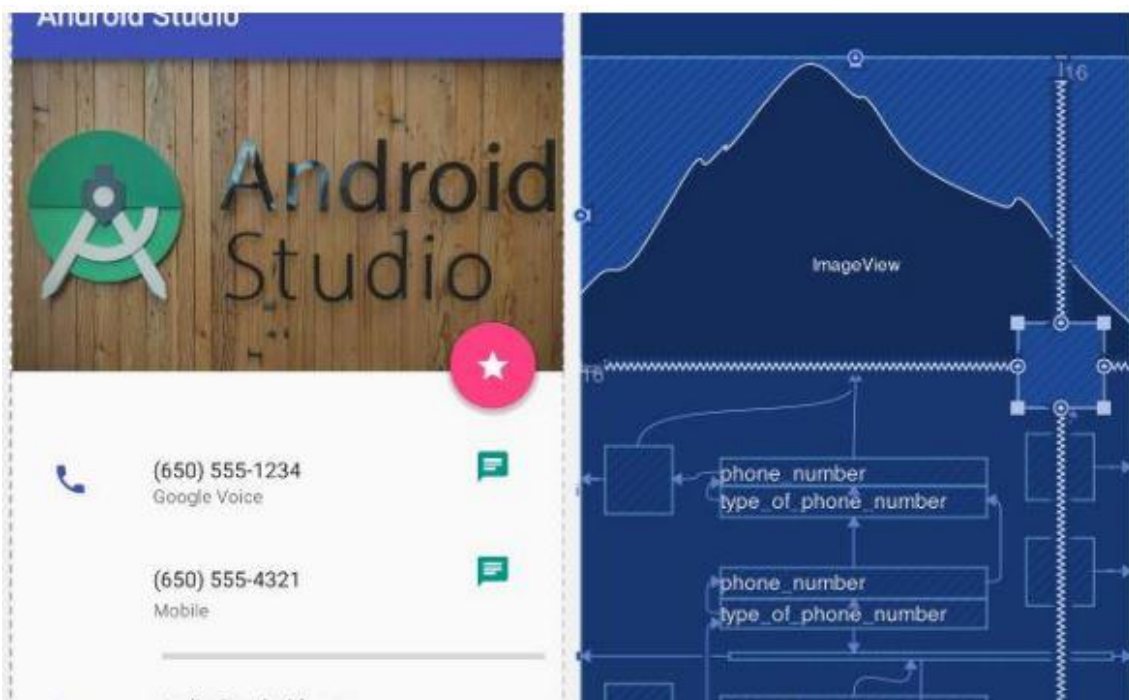 Android Studio
Android
Studio
(650) 555-1234
Google Voice
(650) 555-4321
Mobile
16
ImageView
16
phone_number
type_of_phone_number
phone_number
type_of_phone_number